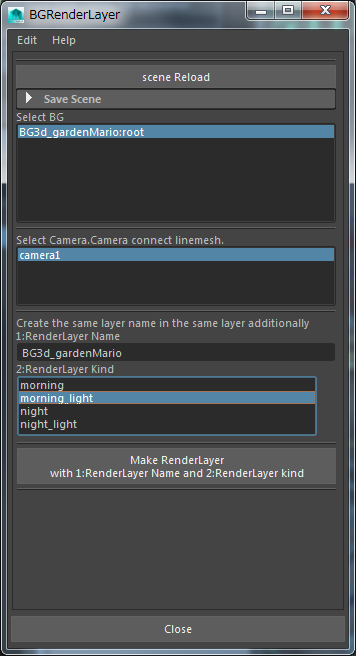 BGRenderLayer
Edit Help
scene Reload
Save Scene
Select BG
BG3d_gardenMario:root
Select Camera.Camera connect linemesh.
camera1
Create the same layer name in the same layer additionally
1:RenderLayer Name
BG3d_gardenMario
2:RenderLayer Kind
morning
morning_light
night
night_light
Make RenderLayer
with 1:RenderLayer Name and 2:RenderLayer kind
Close